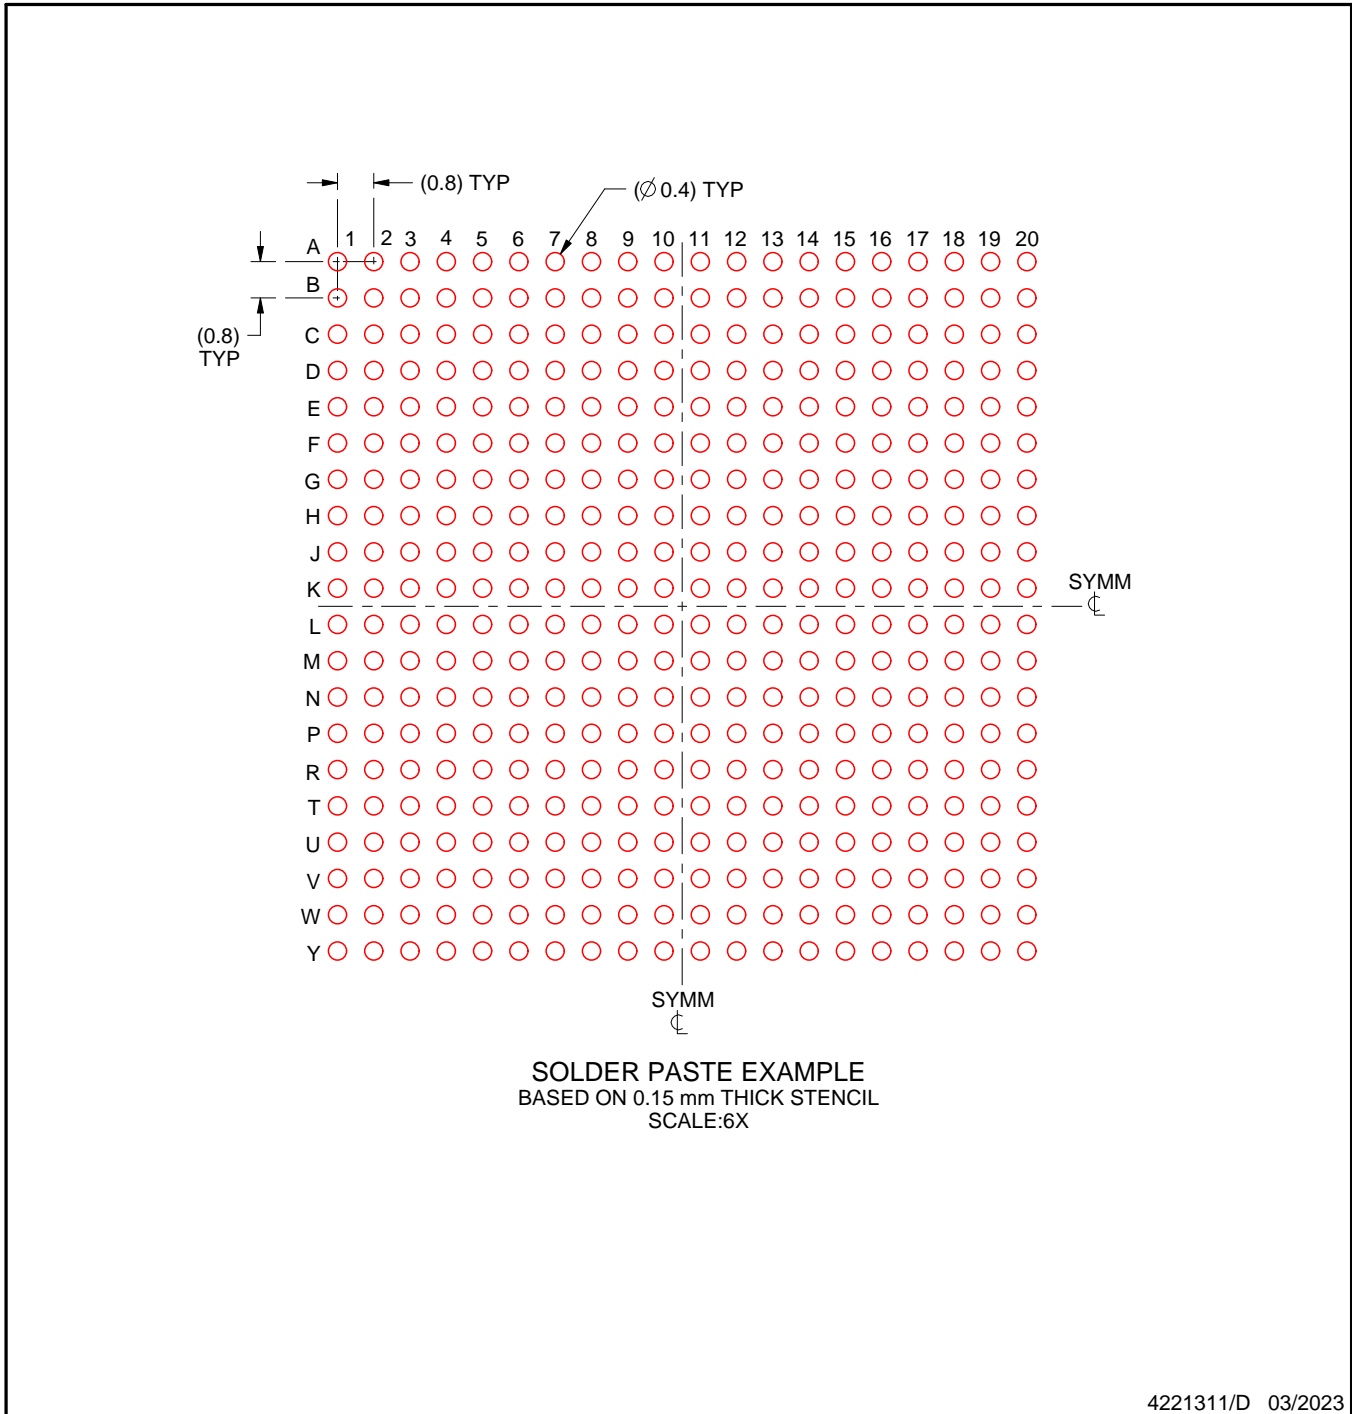 (0.8) TYP
(∅ 0.4) TYP
1 2 3 4 5 6 7 8 9 10 11 12 13 14 15 16 17 18 19 20
A
B
(0.8)
TYP
C
D
E
F
G
H
J
K
SYMM
℄
L
M
N
P
R
T
U
V
W
Y
SYMM
℄
SOLDER PASTE EXAMPLE
BASED ON 0.15 mm THICK STENCIL
SCALE:6X
4221311/D 03/2023